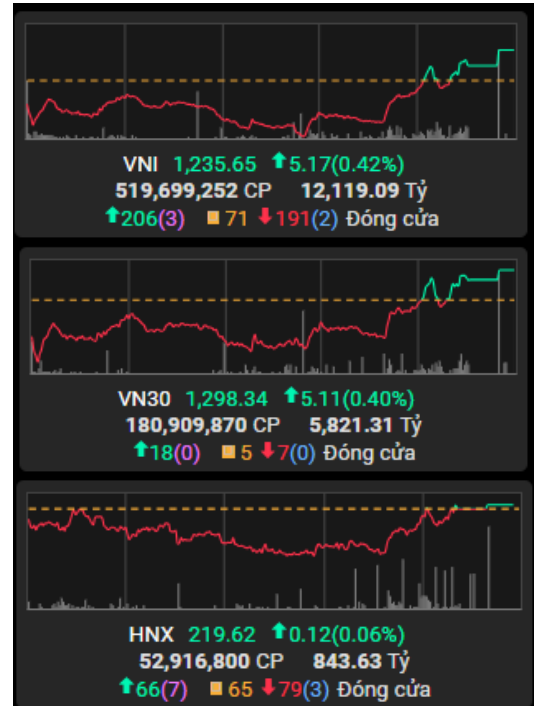 VNI 1,235.65 ⬆5.17(0.42%)
519,699,252 CP 12,119.09 Tỷ
⬆206(3) ■71 ⬇191(2) Đóng cửa
VN30 1,298.34 ⬆5.11(0.40%)
180,909,870 CP 5,821.31 Tỷ
⬆18(0) ■5 ⬇7(0) Đóng cửa
HNX 219.62 ⬆0.12(0.06%)
52,916,800 CP 843.63 Tỷ
⬆66(7) ■65 ⬇79(3) Đóng cửa